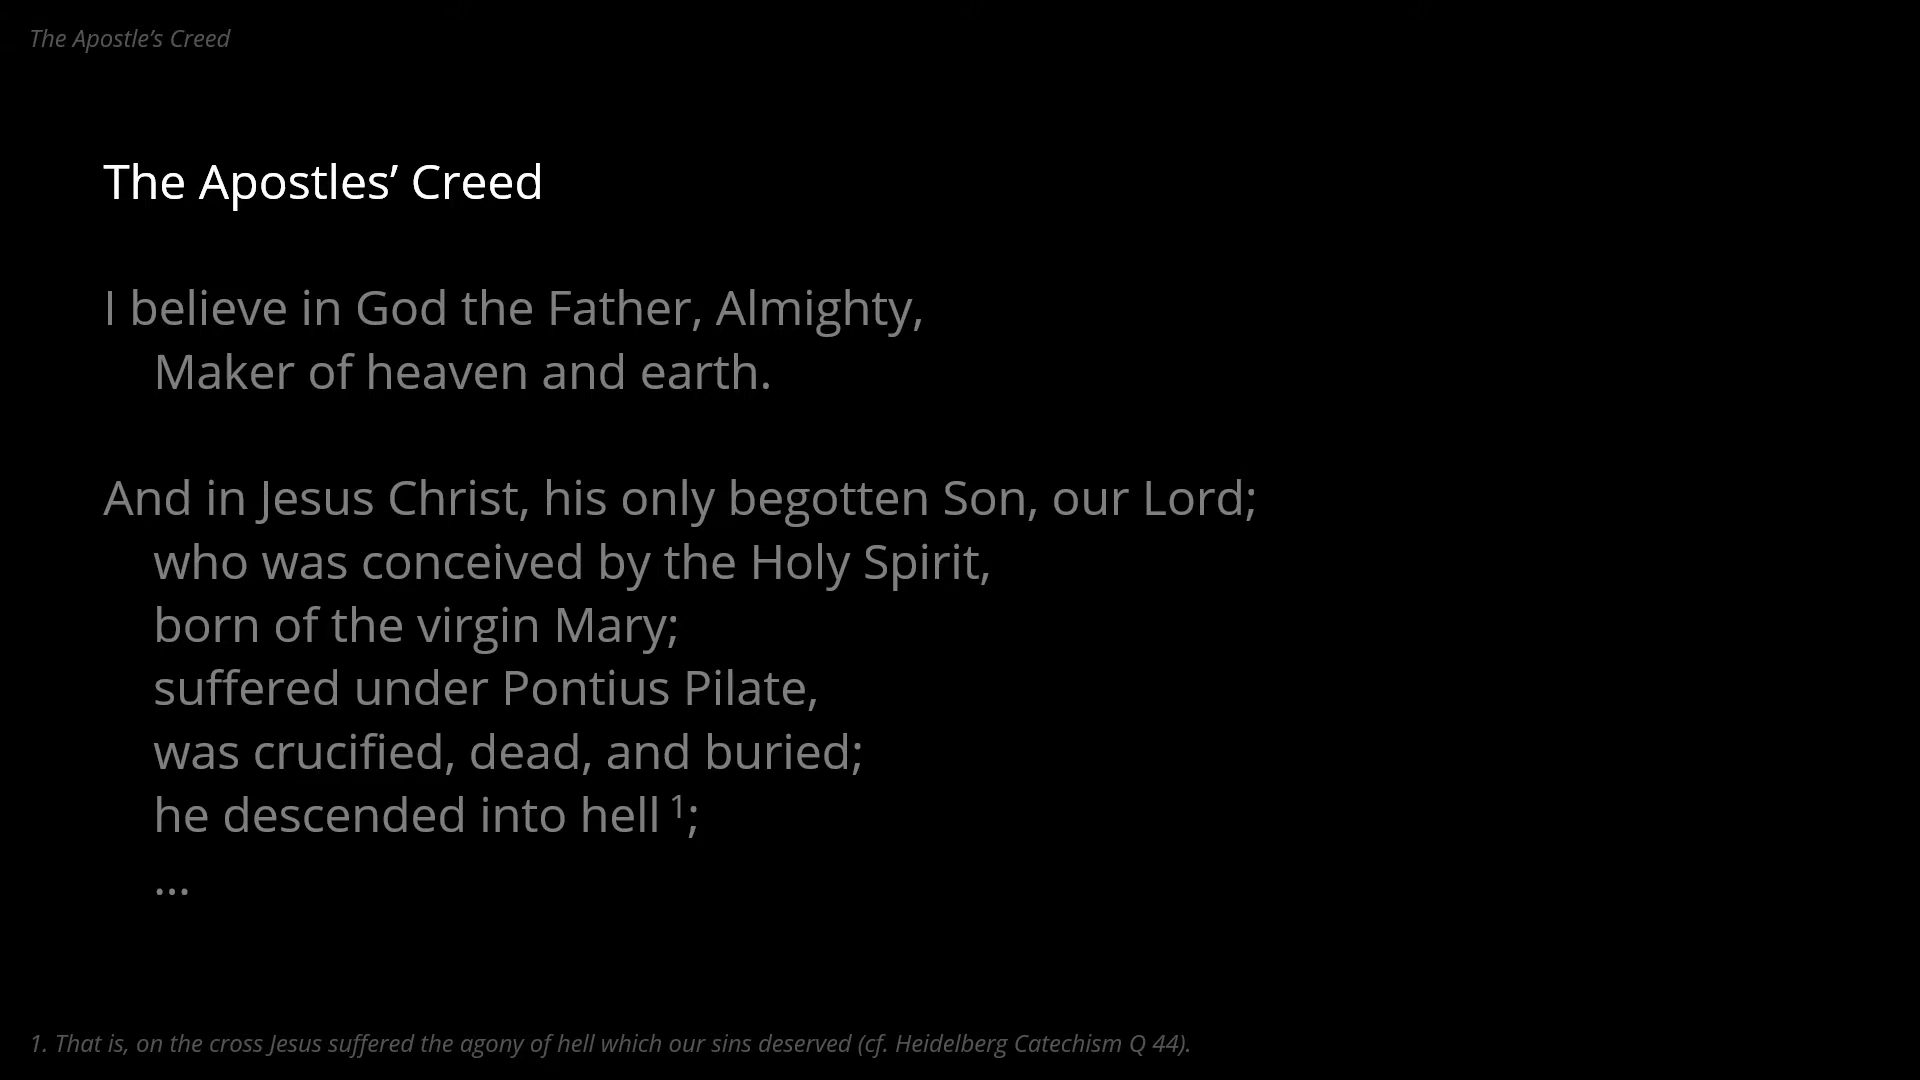 The Apostle’s Creed
The Apostles’ Creed
I believe in God the Father, Almighty,
Maker of heaven and earth.
And in Jesus Christ, his only begotten Son, our Lord;
who was conceived by the Holy Spirit,
born of the virgin Mary;
suffered under Pontius Pilate,
was crucified, dead, and buried;
he descended into hell ¹;
...
1. That is, on the cross Jesus suffered the agony of hell which our sins deserved (cf. Heidelberg Catechism Q 44).